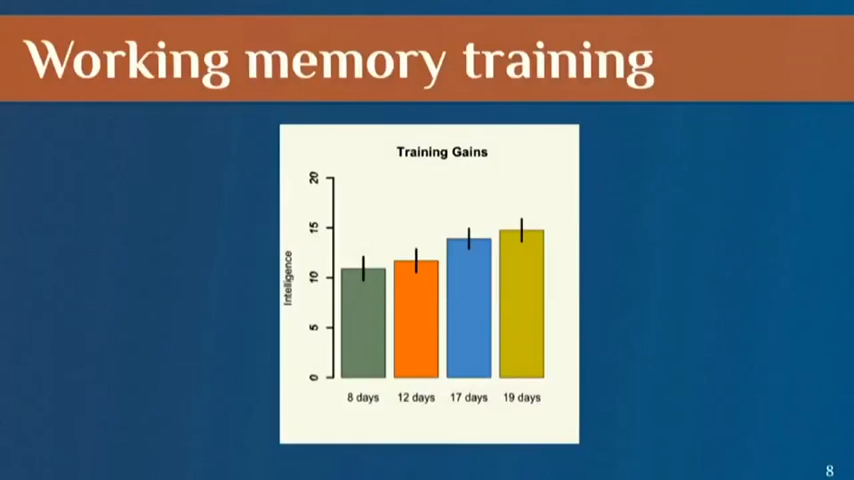 Working memory training
Training Gains
Intelligence
20
15
10
5
0
8 days 12 days 17 days 19 days
8